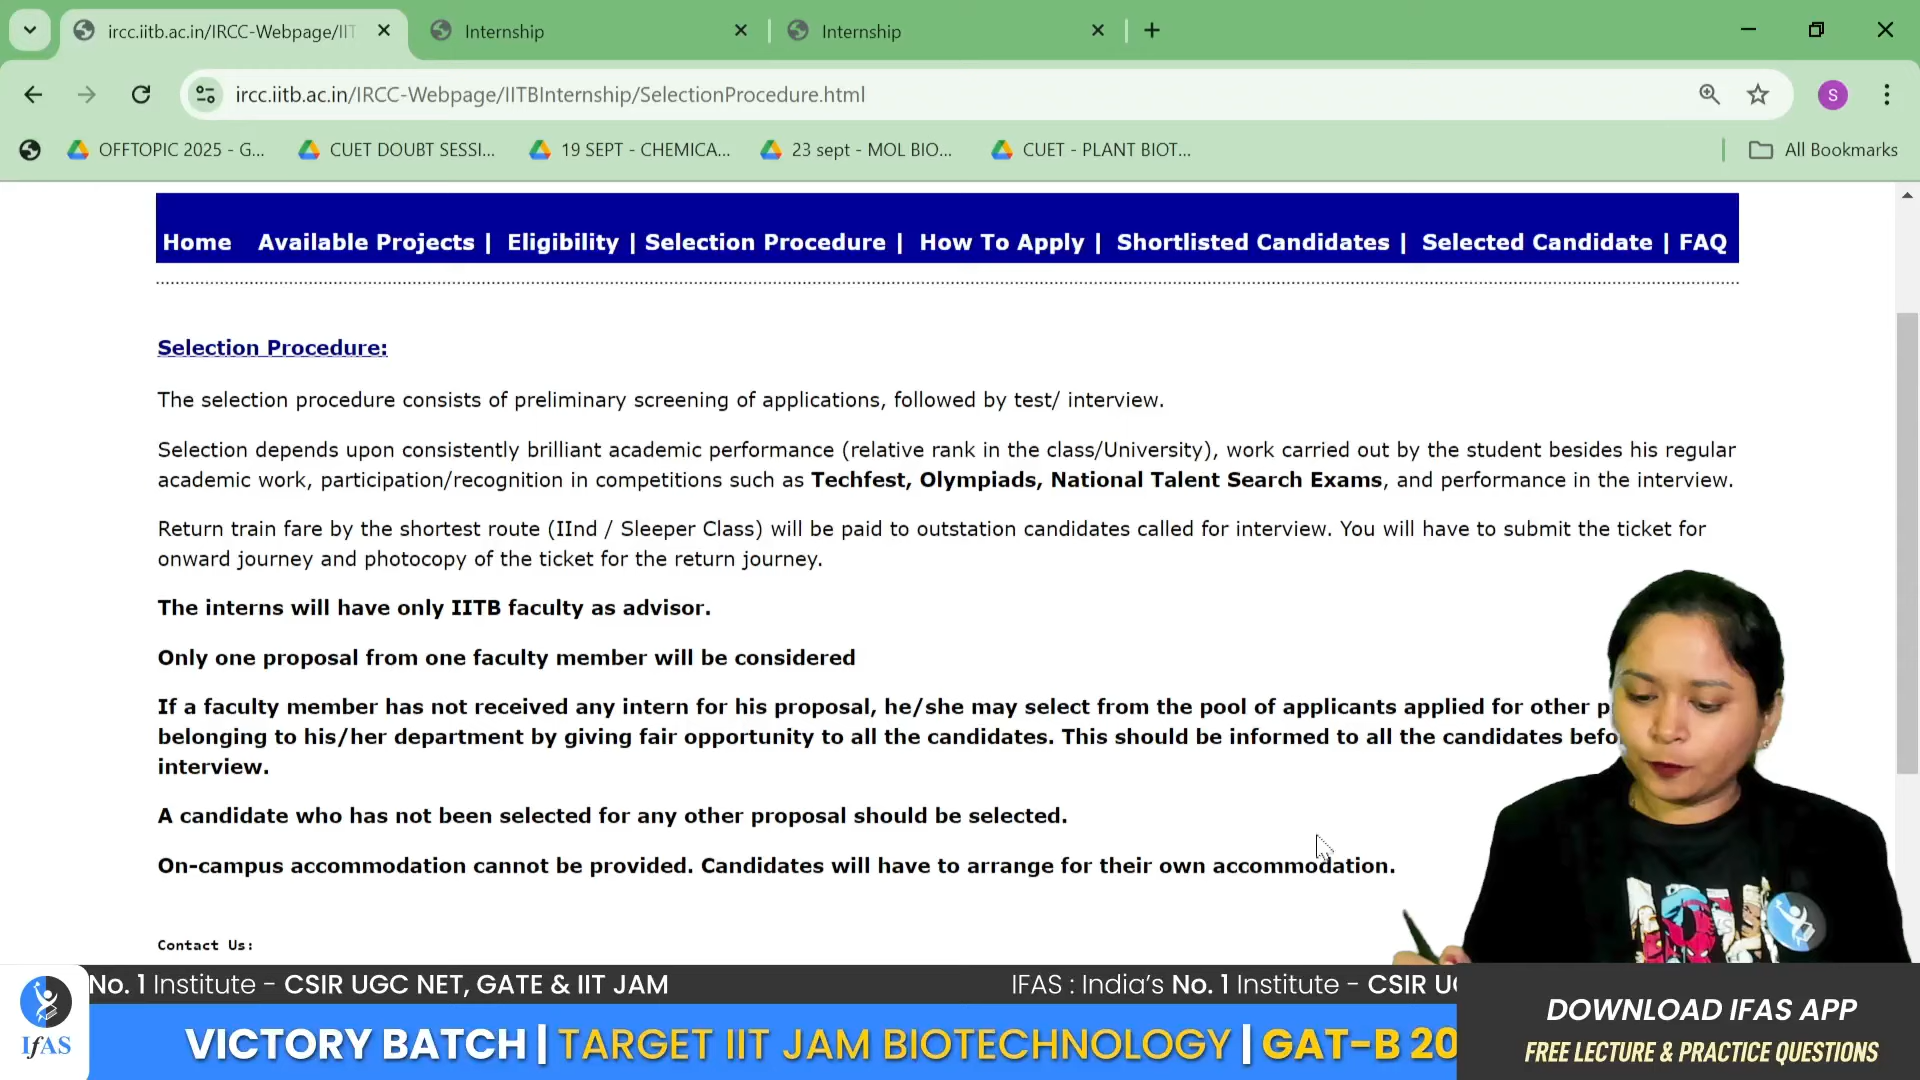 ircc.iitb.ac.in/IRCC-Webpage/IIT
Internship
Internship
ircc.iitb.ac.in/IRCC-Webpage/IITBInternship/SelectionProcedure.html
S
OFFTOPIC 2025 - G...
CUET DOUBT SESSI...
19 SEPT - CHEMICA...
23 sept - MOL BIO...
CUET - PLANT BIOT...
All Bookmarks
Home Available Projects | Eligibility | Selection Procedure | How To Apply | Shortlisted Candidates | Selected Candidate | FAQ
Selection Procedure:
The selection procedure consists of preliminary screening of applications, followed by test/ interview.
Selection depends upon consistently brilliant academic performance (relative rank in the class/University), work carried out by the student besides his regular
academic work, participation/recognition in competitions such as Techfest, Olympiads, National Talent Search Exams, and performance in the interview.
Return train fare by the shortest route (IInd / Sleeper Class) will be paid to outstation candidates called for interview. You will have to submit the ticket for
onward journey and photocopy of the ticket for the return journey.
The interns will have only IITB faculty as advisor.
Only one proposal from one faculty member will be considered
If a faculty member has not received any intern for his proposal, he/she may select from the pool of applicants applied for other p
belonging to his/her department by giving fair opportunity to all the candidates. This should be informed to all the candidates befo
interview.
A candidate who has not been selected for any other proposal should be selected.
On-campus accommodation cannot be provided. Candidates will have to arrange for their own accommodation.
Contact Us:
No. 1 Institute - CSIR UGC NET, GATE & IIT JAM
IFAS : India's No. 1 Institute - CSIR UG
IfAS
VICTORY BATCH | TARGET IIT JAM BIOTECHNOLOGY | GAT-B 20
DOWNLOAD IFAS APP
FREE LECTURE & PRACTICE QUESTIONS